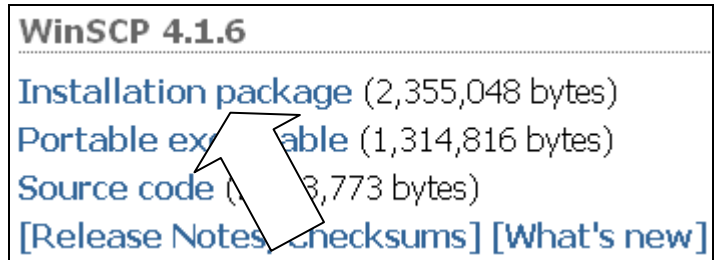 WinSCP 4.1.6
Installation package (2,355,048 bytes)
Portable (1,314,816 bytes)
Source code bytes)
[Release Notes, Checksums] [What's new]